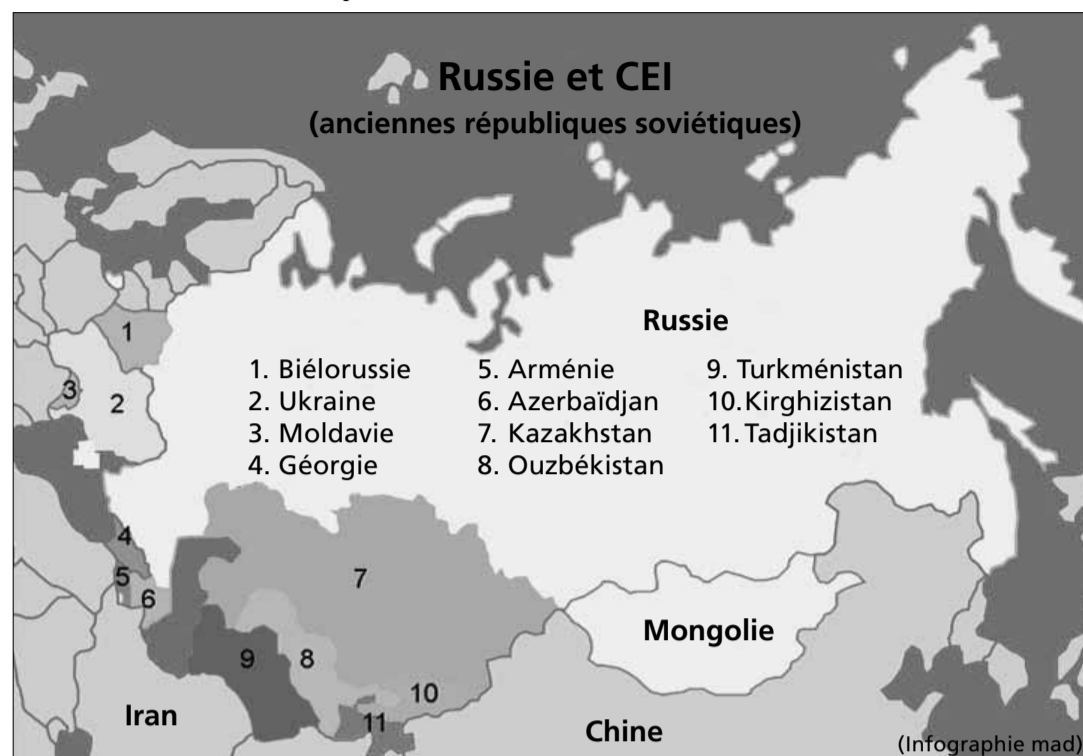 Russie et CEI
(anciennes républiques soviétiques)
Russie
1. Biélorussie
2. Ukraine
3. Moldavie
4. Géorgie
5. Arménie
6. Azerbaïdjan
7. Kazakhstan
8. Ouzbékistan
9. Turkménistan
10. Kirghizistan
11. Tadjikistan
1
2
3
4
5
6
7
8
9
10
11
Mongolie
Iran
Chine
(Infographie mad)